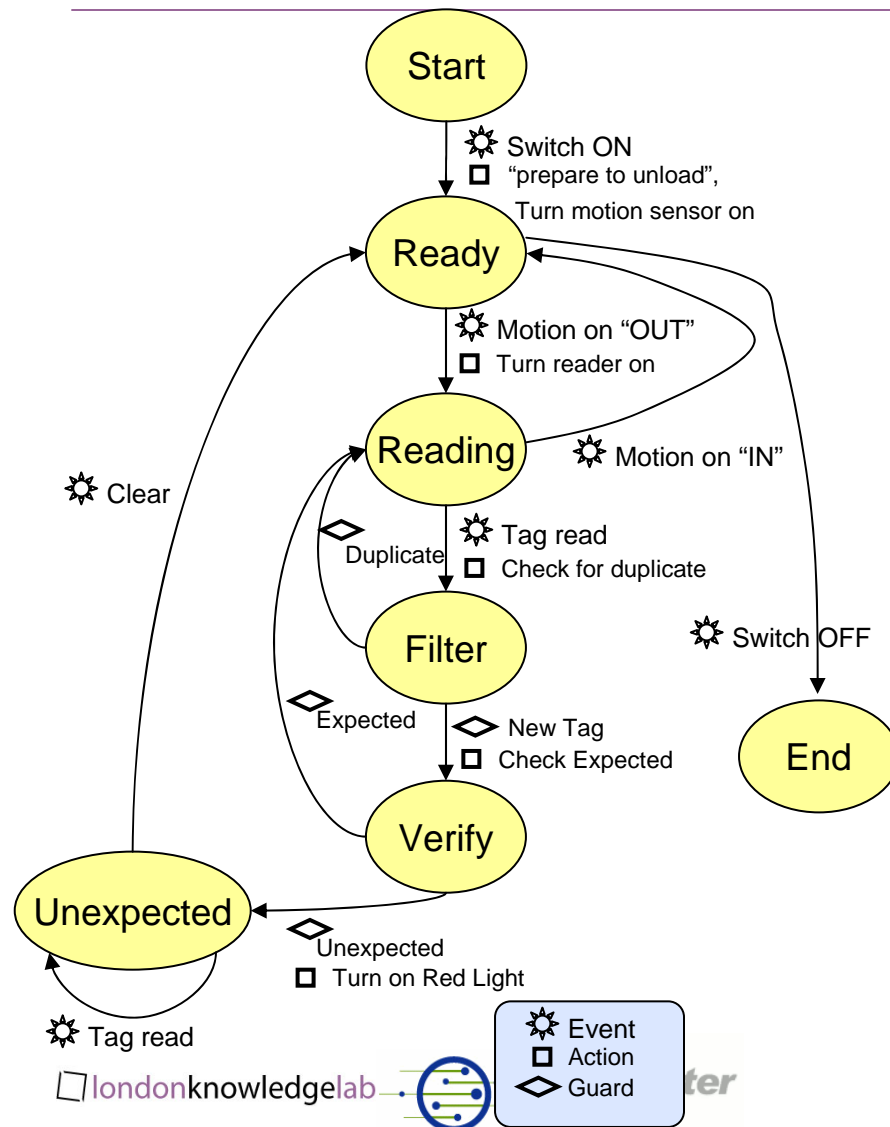 Start
Switch ON
“prepare to unload”,
Turn motion sensor on
Ready
Motion on “OUT”
Turn reader on
Reading
Motion on “IN”
Clear
Tag read
Duplicate
Check for duplicate
Filter
Switch OFF
Expected
New Tag
Check Expected
End
Verify
Unexpected
Unexpected
Turn on Red Light
Tag read
Event
Action
Guard
londonknowledgelab